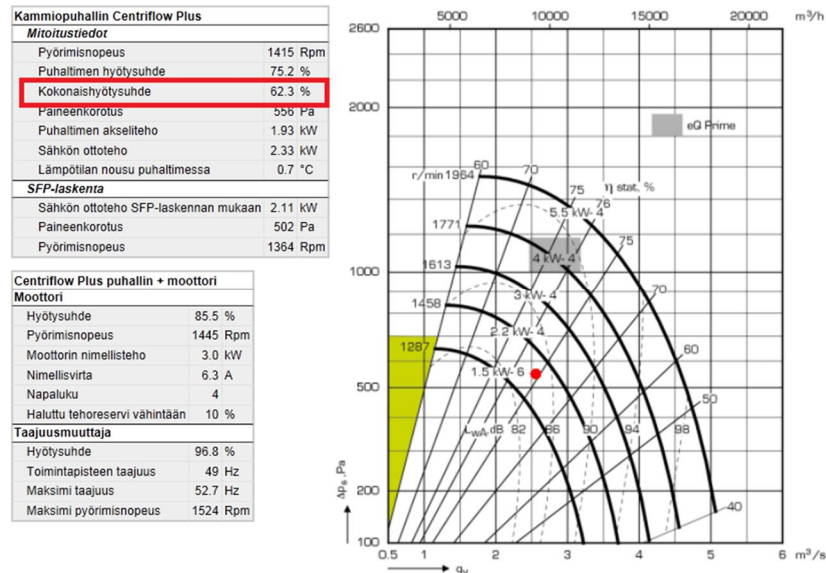 Kammiopuhallin Centriflow Plus
Mitoitustiedot
Pyörimisnopeus 1415 Rpm
Puhaltimen hyötysuhde 75.2 %
Kokonaishyötysuhde 62.3 %
Paineenkorotus 556 Pa
Puhaltimen akseliteho 1.93 kW
Sähkön ottoteho 2.33 kW
Lämpötilan nousu puhaltimessa 0.7 °C
SFP-laskenta
Sähkön ottoteho SFP-laskennan mukaan 2.11 kW
Paineenkorotus 502 Pa
Pyörimisnopeus 1364 Rpm
Centriflow Plus puhallin + moottori
Moottori
Hyötysuhde 85.5 %
Pyörimisnopeus 1445 Rpm
Moottorin nimellisteho 3.0 kW
Nimellisvirta 6.3 A
Napaluku 4
Haluttu tehoreservi vähintään 10 %
Taajuusmuuttaja
Hyötysuhde 96.8 %
Toimintapisteen taajuus 49 Hz
Maksimi taajuus 52.7 Hz
Maksimi pyörimisnopeus 1524 Rpm
5000 10000 15000 20000 m³/h
2600
2000
eQ Prime
r/min 1964 60 70 75 η stat. %
76
5.5 kW-4
1771 75
1000
4 kW-4
1613
70
3 kW-4
1458
2.2 kW-4
1287 60
1.5 kW-6
500
50
LwA, dB 82 86 90 94 98
200
40
Δps, Pa
100
0.5 1 2 3 4 5 6 m³/s
qv